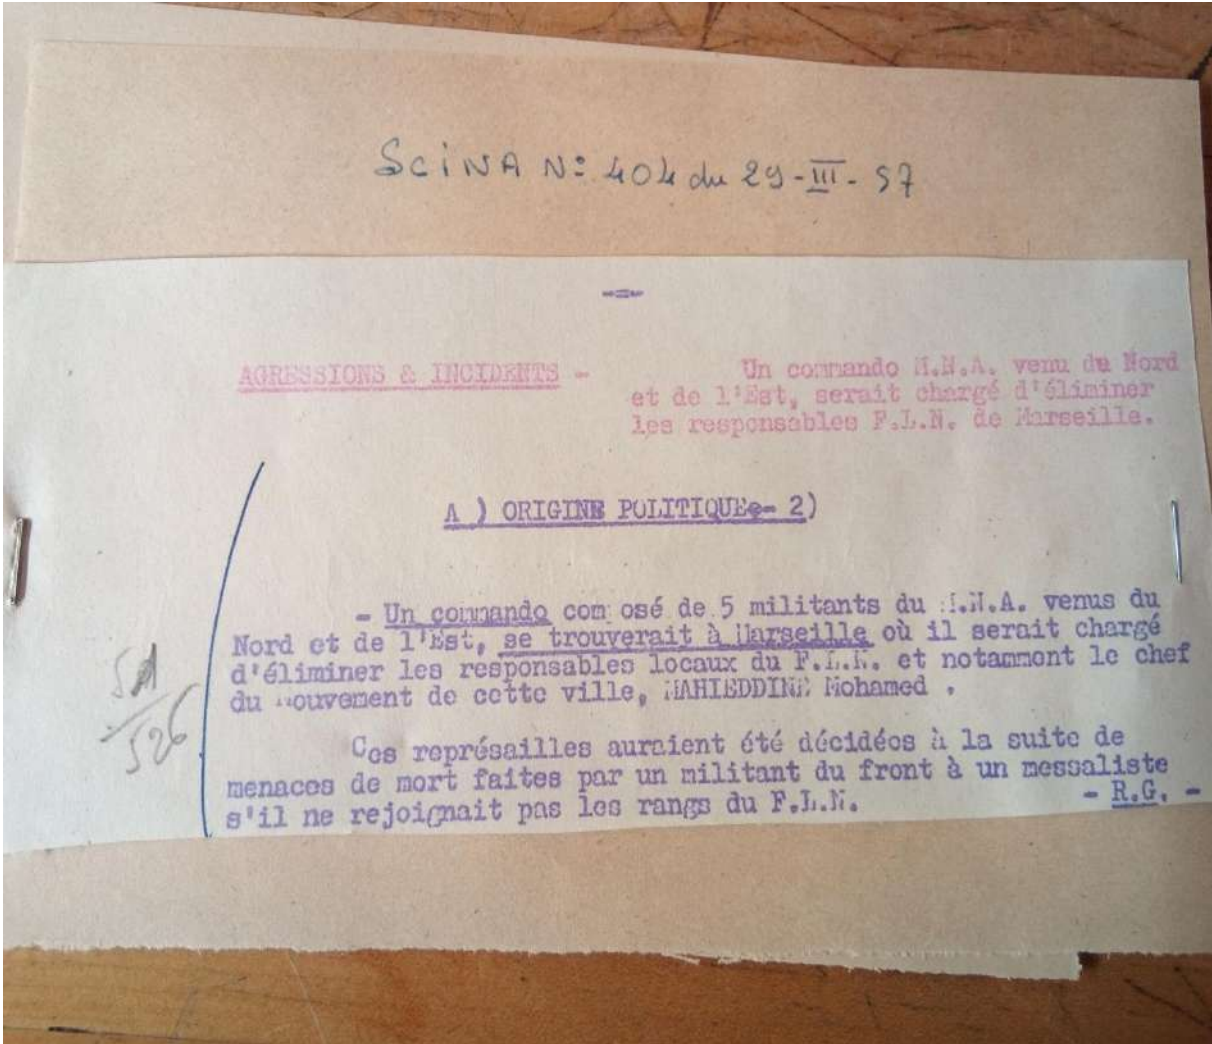 SCiNA Nº 404 du 29-III-57
AGRESSIONS & INCIDENTS - Un commando M.N.A. venu du Nord
et de l'Est, serait chargé d'éliminer
les responsables F.L.N. de Marseille.
A ) ORIGINE POLITIQUE- 2)
- Un commando com osé de 5 militants du M.N.A. venus du
Nord et de l'Est, se trouverait à Marseille où il serait chargé
d'éliminer les responsables locaux du F.L.N. et notamment le chef
du mouvement de cette ville, MAHIEDDINE Mohamed .
526
Ces représailles auraient été décidées à la suite de
menaces de mort faites par un militant du front à un messaliste
s'il ne rejoignait pas les rangs du F.L.N. - R.G. -